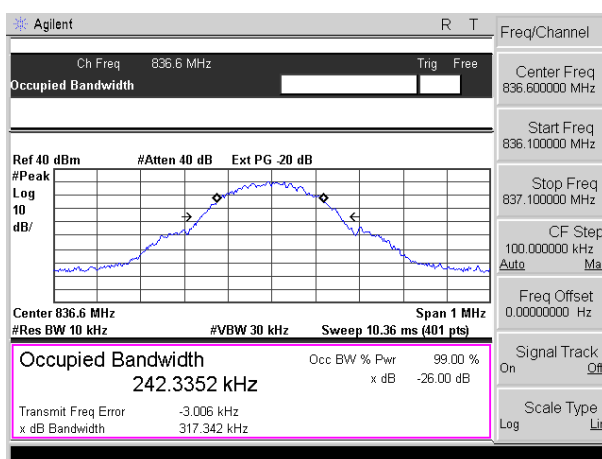 Agilent R T
Freq/Channel
Ch Freq 836.6 MHz Trig Free
Occupied Bandwidth
Center Freq
836.600000 MHz
Start Freq
836.100000 MHz
Stop Freq
837.100000 MHz
CF Step
100.000000 kHz
Auto Ma
Freq Offset
0.00000000 Hz
Signal Track
On Off
Scale Type
Log Li
Ref 40 dBm #Atten 40 dB Ext PG -20 dB
#Peak
Log
10
dB/
Center 836.6 MHz Span 1 MHz
#Res BW 10 kHz #VBW 30 kHz Sweep 10.36 ms (401 pts)
Occupied Bandwidth Occ BW % Pwr 99.00 %
242.3352 kHz x dB -26.00 dB
Transmit Freq Error -3.006 kHz
x dB Bandwidth 317.342 kHz